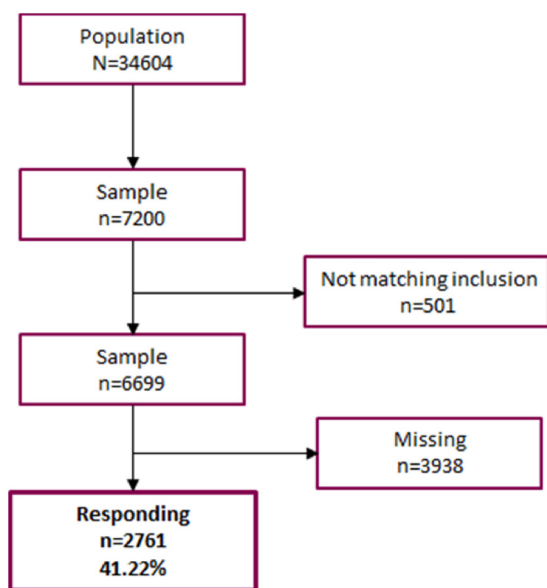 Population
N=34604
Sample
n=7200
Not matching inclusion
n=501
Sample
n=6699
Missing
n=3938
Responding
n=2761
41.22%